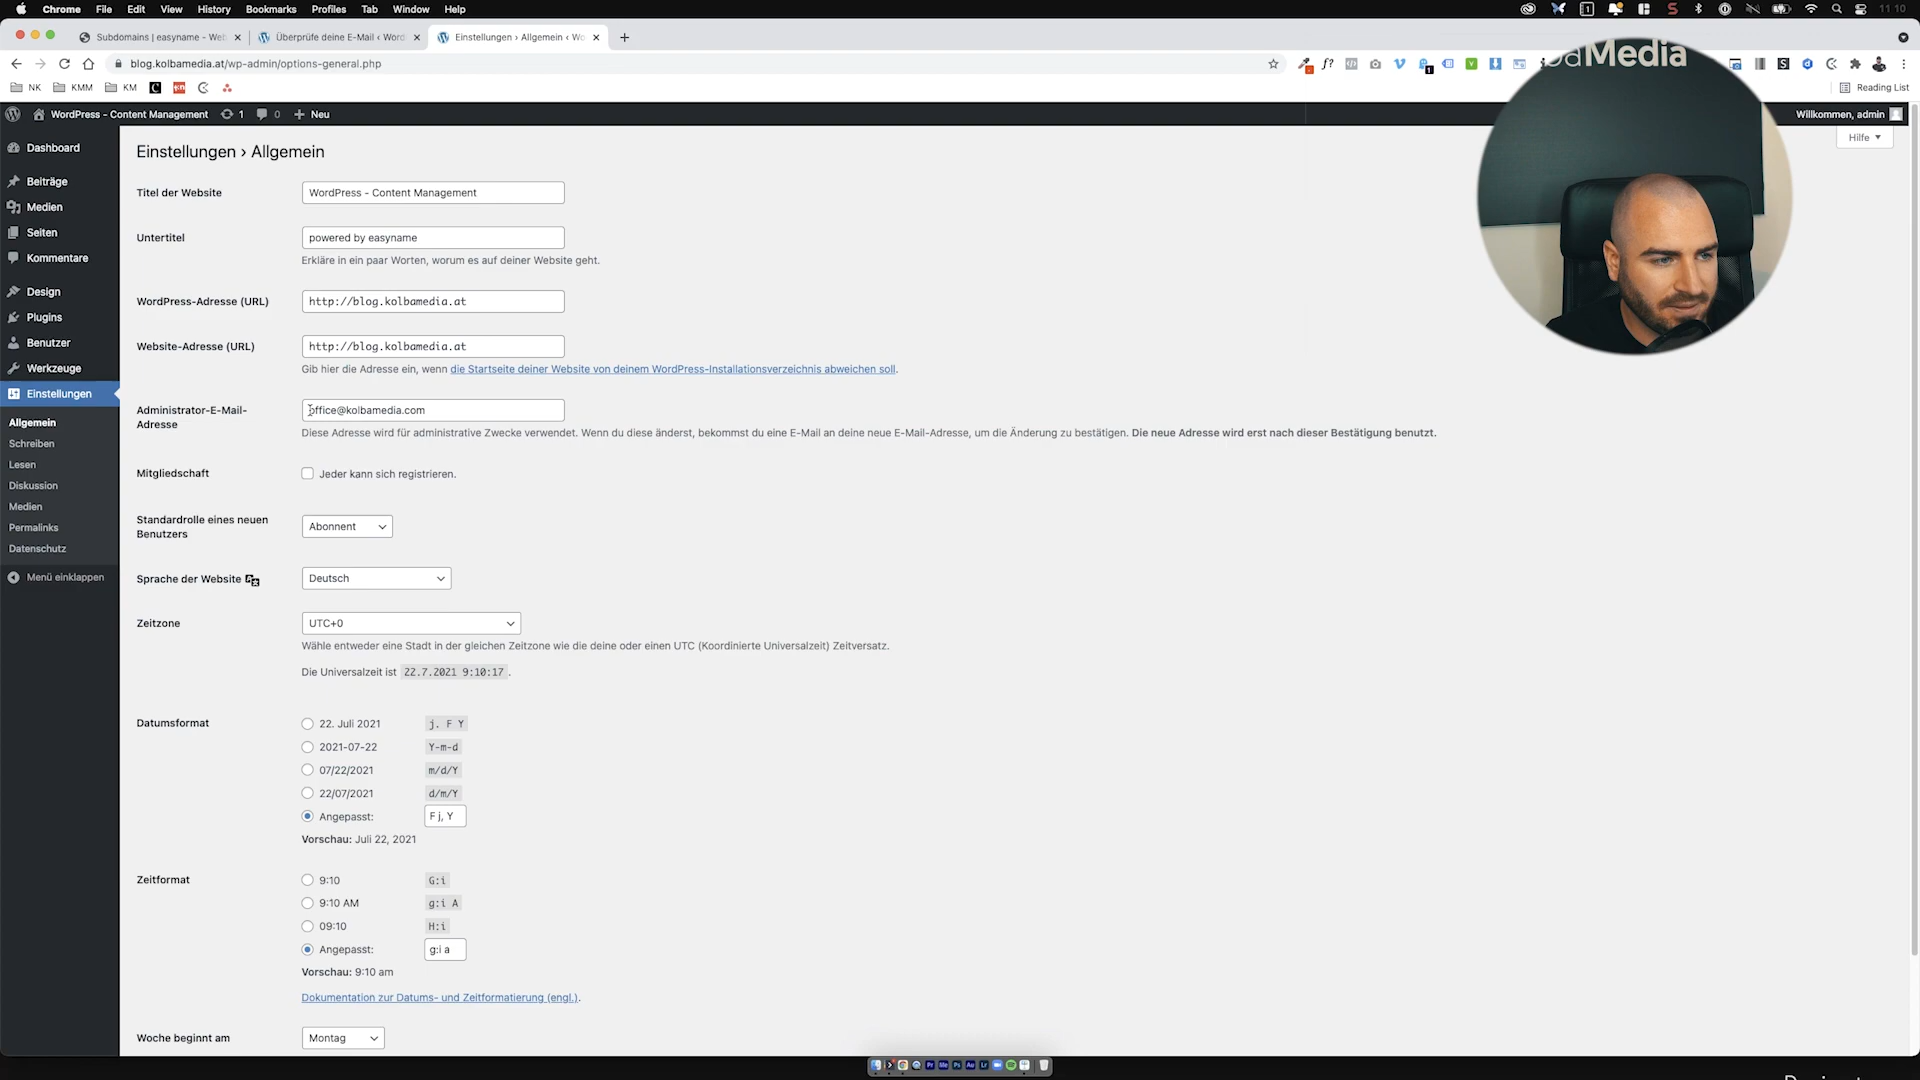 Chrome File Edit View History Bookmarks Profiles Tab Window Help
1
11 10
Subdomains | easyname - Web
Überprüfe deine E-Mail ‹ Word
Einstellungen › Allgemein ‹ Wo
blog.kolbamedia.at/wp-admin/options-general.php
NK KMM KM
Reading List
WordPress - Content Management 1 0 Neu
Willkommen, admin
Hilfe
aMedia
Dashboard
Beiträge
Medien
Seiten
Kommentare
Design
Plugins
Benutzer
Werkzeuge
Einstellungen
Allgemein
Schreiben
Lesen
Diskussion
Medien
Permalinks
Datenschutz
Menü einklappen
Einstellungen › Allgemein
Titel der Website
WordPress - Content Management
Untertitel
powered by easyname
Erkläre in ein paar Worten, worum es auf deiner Website geht.
WordPress-Adresse (URL)
http://blog.kolbamedia.at
Website-Adresse (URL)
http://blog.kolbamedia.at
Gib hier die Adresse ein, wenn die Startseite deiner Website von deinem WordPress-Installationsverzeichnis abweichen soll.
Administrator-E-Mail-
Adresse
office@kolbamedia.com
Diese Adresse wird für administrative Zwecke verwendet. Wenn du diese änderst, bekommst du eine E-Mail an deine neue E-Mail-Adresse, um die Änderung zu bestätigen. Die neue Adresse wird erst nach dieser Bestätigung benutzt.
Mitgliedschaft
Jeder kann sich registrieren.
Standardrolle eines neuen
Benutzers
Abonnent
Sprache der Website
Deutsch
Zeitzone
UTC+0
Wähle entweder eine Stadt in der gleichen Zeitzone wie die deine oder einen UTC (Koordinierte Universalzeit) Zeitversatz.
Die Universalzeit ist 22.7.2021 9:10:17.
Datumsformat
22. Juli 2021 j. F Y
2021-07-22 Y-m-d
07/22/2021 m/d/Y
22/07/2021 d/m/Y
Angepasst: F j, Y
Vorschau: Juli 22, 2021
Zeitformat
9:10 G:i
9:10 AM g:i A
09:10 H:i
Angepasst: g:i a
Vorschau: 9:10 am
Dokumentation zur Datums- und Zeitformatierung (engl.).
Woche beginnt am
Montag